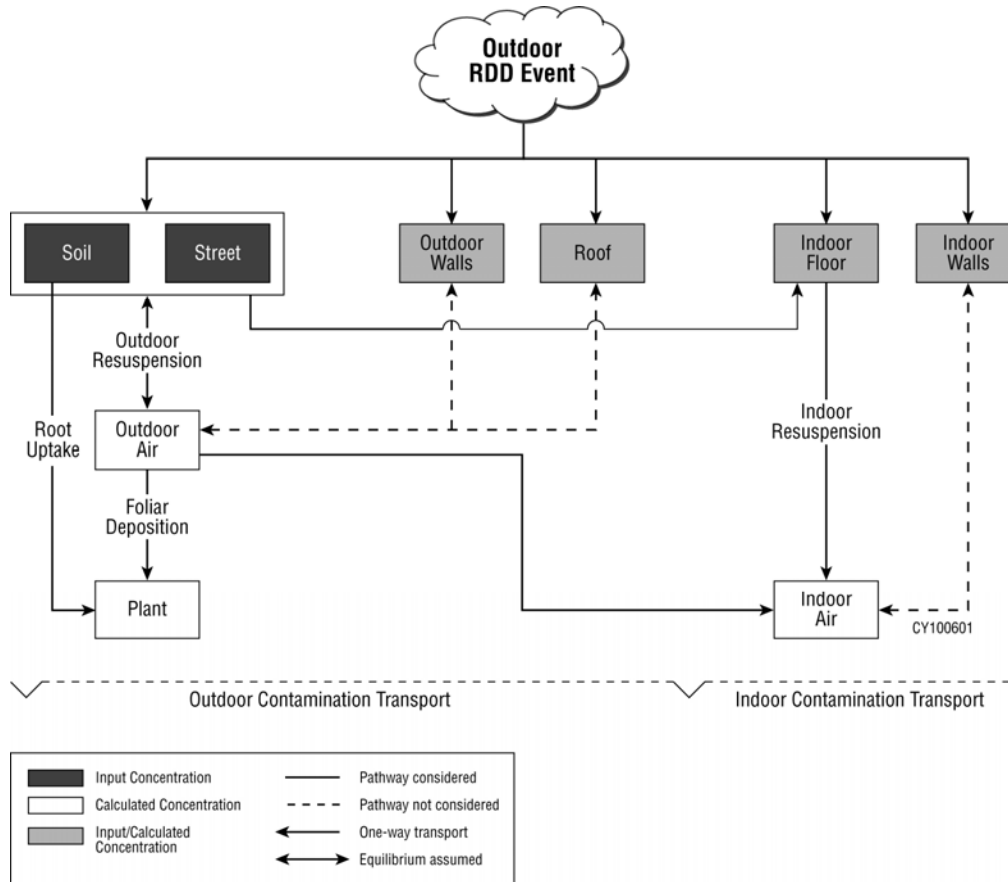 Outdoor
RDD Event
Soil
Street
Outdoor
Walls
Roof
Indoor
Floor
Indoor
Walls
Outdoor
Resuspension
Root
Uptake
Outdoor
Air
Indoor
Resuspension
Foliar
Deposition
Plant
Indoor
Air
CY100601
Outdoor Contamination Transport
Indoor Contamination Transport
Input Concentration
Calculated Concentration
Input/Calculated
Concentration
Pathway considered
Pathway not considered
One-way transport
Equilibrium assumed